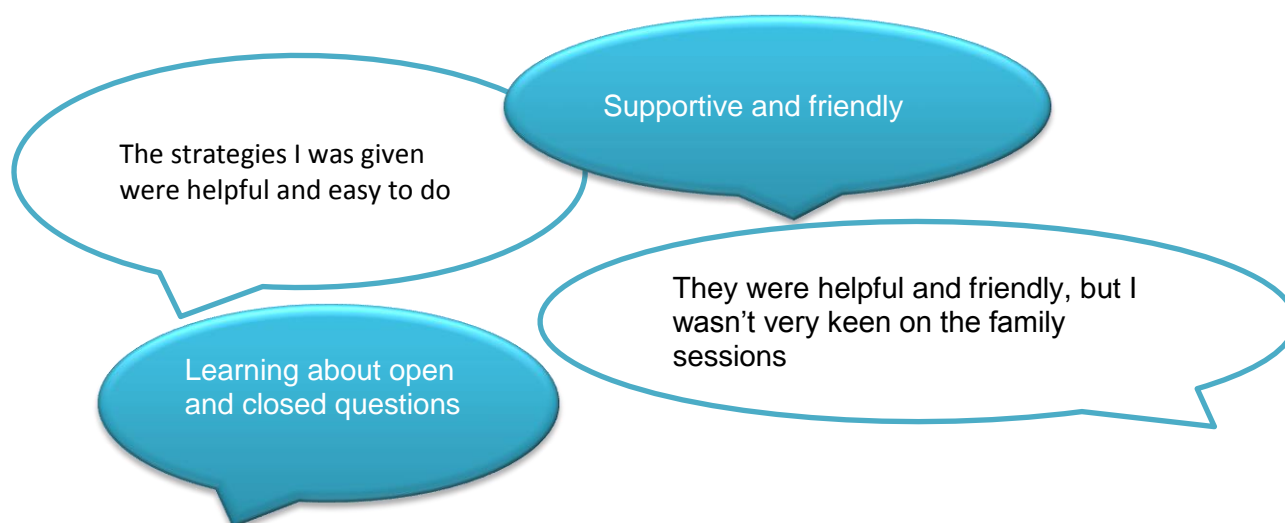 Supportive and friendly
The strategies I was given
were helpful and easy to do
They were helpful and friendly, but I
wasn’t very keen on the family
sessions
Learning about open
and closed questions